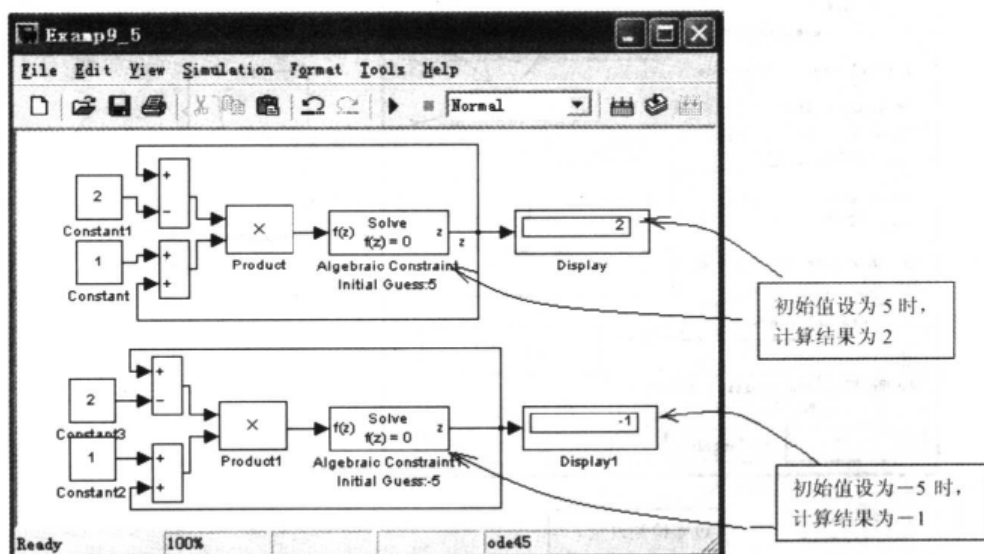 Examp9_5
File Edit View Simulation Format Tools Help
Normal
2
Constant1
1
Constant
+
−
+
+
×
Product
Solve
f(z) z
f(z) = 0
Algebraic Constraint
Initial Guess:5
z
2
Display
初始值设为 5 时，
计算结果为 2
2
Constant3
1
Constant2
+
−
+
+
×
Product1
Solve
f(z) z
f(z) = 0
Algebraic Constraint1
Initial Guess:-5
-1
Display1
初始值设为－5 时，
计算结果为－1
Ready 100% ode45